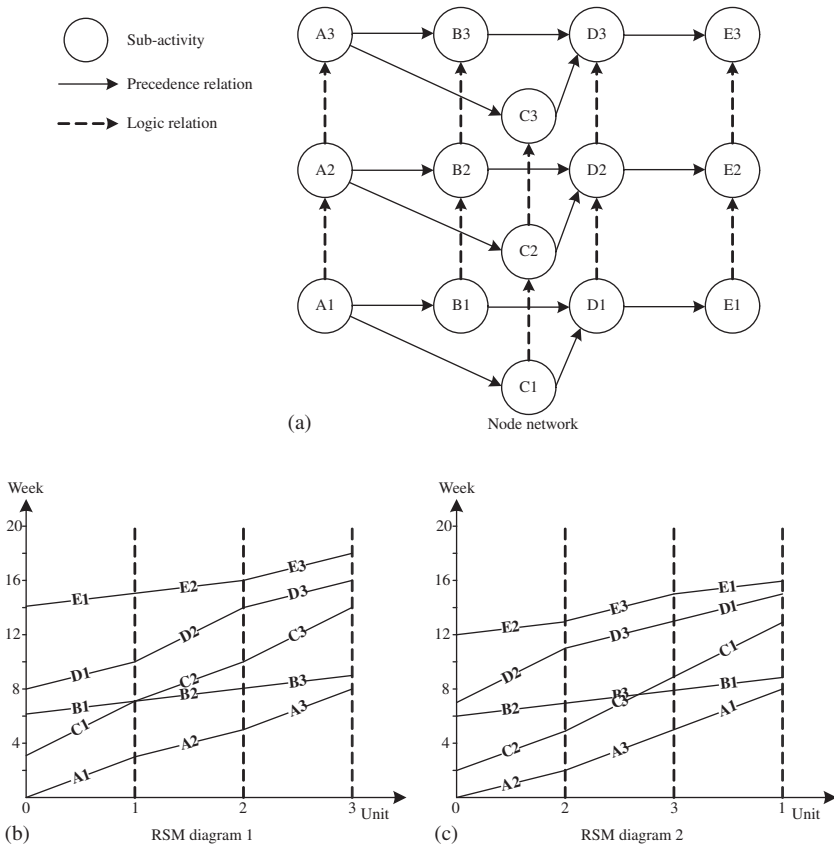 Sub-activity
Precedence relation
Logic relation
A3
B3
D3
E3
C3
A2
B2
D2
E2
C2
A1
B1
D1
E1
C1
(a)
Node network
Week
20
16
12
8
4
0
1
2
3
Unit
E1
E2
E3
D1
D2
D3
C1
C2
C3
B1
B2
B3
A1
A2
A3
(b)
RSM diagram 1
Week
20
16
12
8
4
0
2
3
1
Unit
E2
E3
E1
D2
D3
D1
C2
C3
C1
B2
B3
B1
A2
A3
A1
(c)
RSM diagram 2